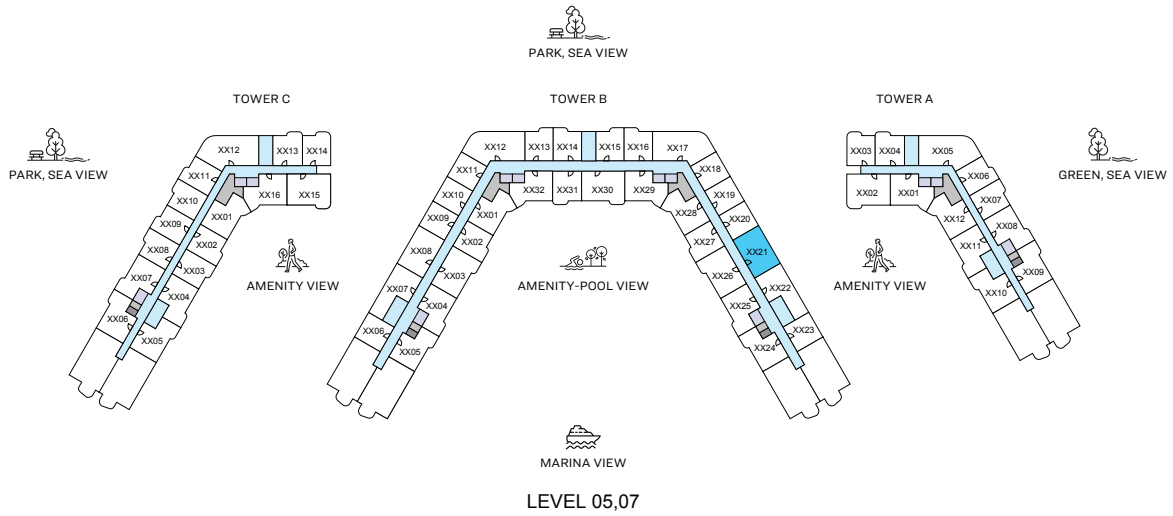 PARK, SEA VIEW
TOWER C
TOWER B
TOWER A
PARK, SEA VIEW
GREEN, SEA VIEW
XX12
XX13
XX14
XX11
XX10
XX09
XX08
XX07
XX06
XX01
XX16
XX15
XX02
XX03
XX04
XX05
AMENITY VIEW
XX12
XX13
XX14
XX15
XX16
XX17
XX11
XX10
XX09
XX08
XX07
XX06
XX01
XX02
XX03
XX04
XX05
XX32
XX31
XX30
XX29
XX28
XX27
XX26
XX25
XX24
XX18
XX19
XX20
XX21
XX22
XX23
AMENITY-POOL VIEW
XX03
XX04
XX05
XX02
XX01
XX06
XX07
XX08
XX09
XX12
XX11
XX10
AMENITY VIEW
MARINA VIEW
LEVEL 05,07